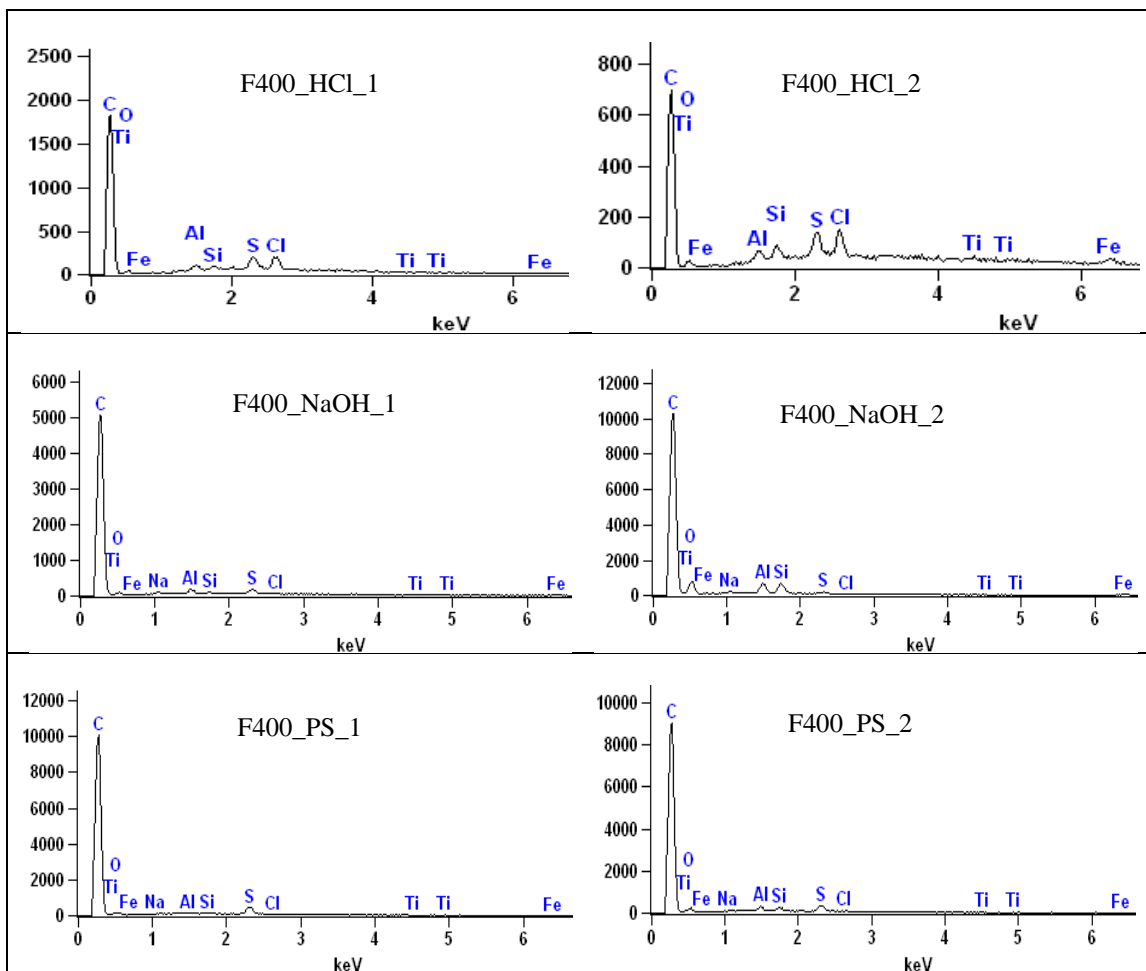 F400_HCl_1
2500
2000
1500
1000
500
0
C
O
Ti
Fe
Al
Si
S
Cl
Ti
Ti
Fe
0
2
4
6
keV
F400_HCl_2
800
600
400
200
0
C
O
Ti
Fe
Al
Si
S
Cl
Ti
Ti
Fe
0
2
4
6
keV
F400_NaOH_1
6000
5000
4000
3000
2000
1000
0
C
O
Ti
Fe
Na
Al
Si
S
Cl
Ti
Ti
Fe
0
1
2
3
4
5
6
keV
F400_NaOH_2
12000
10000
8000
6000
4000
2000
0
C
O
Ti
Fe
Na
Al
Si
S
Cl
Ti
Ti
Fe
0
1
2
3
4
5
6
keV
F400_PS_1
12000
10000
8000
6000
4000
2000
0
C
O
Ti
Fe
Na
Al
Si
S
Cl
Ti
Ti
Fe
0
1
2
3
4
5
6
keV
F400_PS_2
10000
8000
6000
4000
2000
0
C
O
Ti
Fe
Na
Al
Si
S
Cl
Ti
Ti
Fe
0
1
2
3
4
5
6
keV